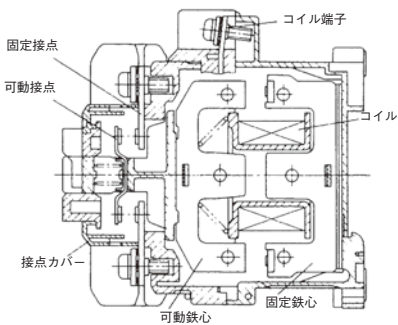 コイル端子
固定接点
可動接点
コイル
接点カバー
固定鉄心
可動鉄心